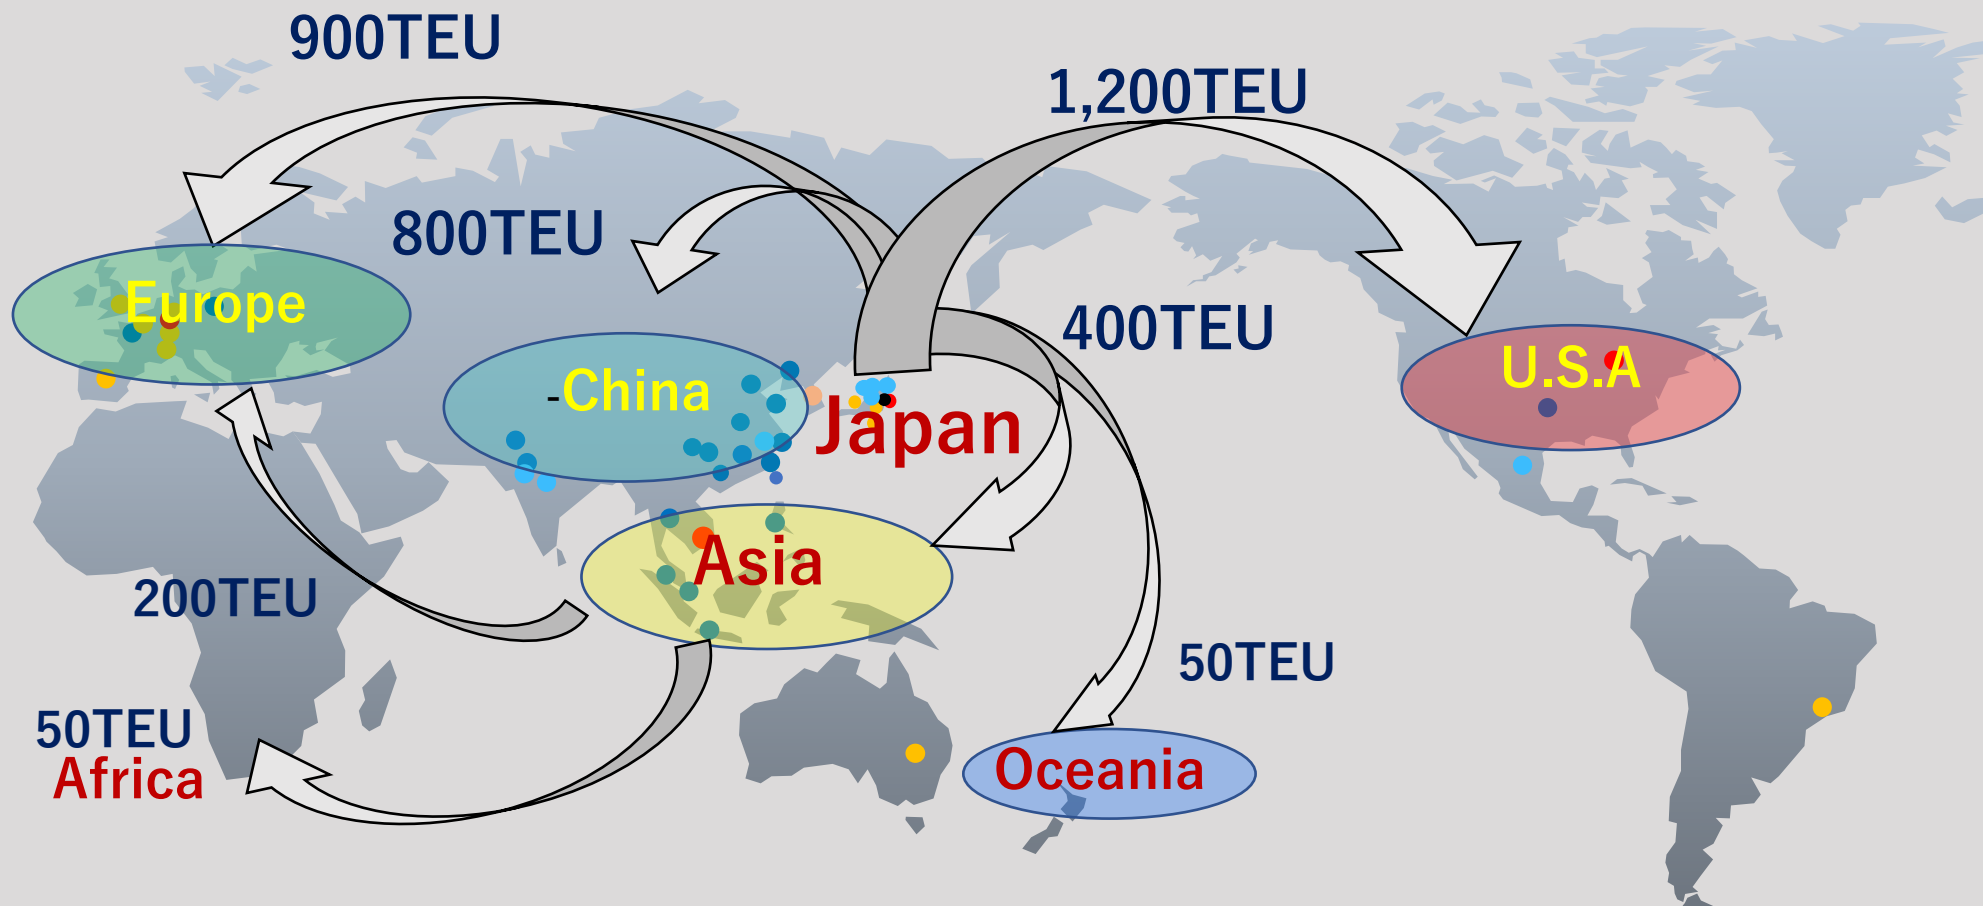 900TEU
1,200TEU
800TEU
Europe
400TEU
U.S.A
-China
Japan
Asia
200TEU
50TEU
50TEU
Africa
Oceania